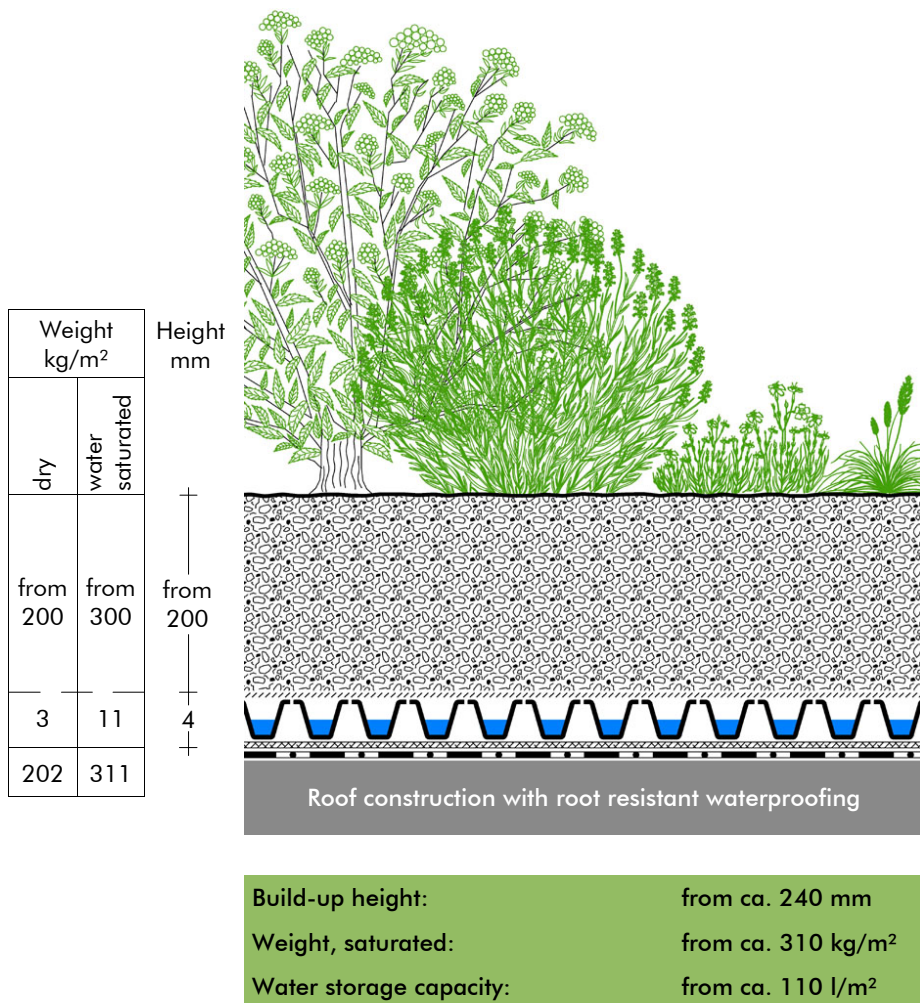 Weight
kg/m²
Height
mm
dry
water
saturated
from
200
from
300
from
200
3
11
4
202
311
Roof construction with root resistant waterproofing
Build-up height: from ca. 240 mm
Weight, saturated: from ca. 310 kg/m²
Water storage capacity: from ca. 110 l/m²